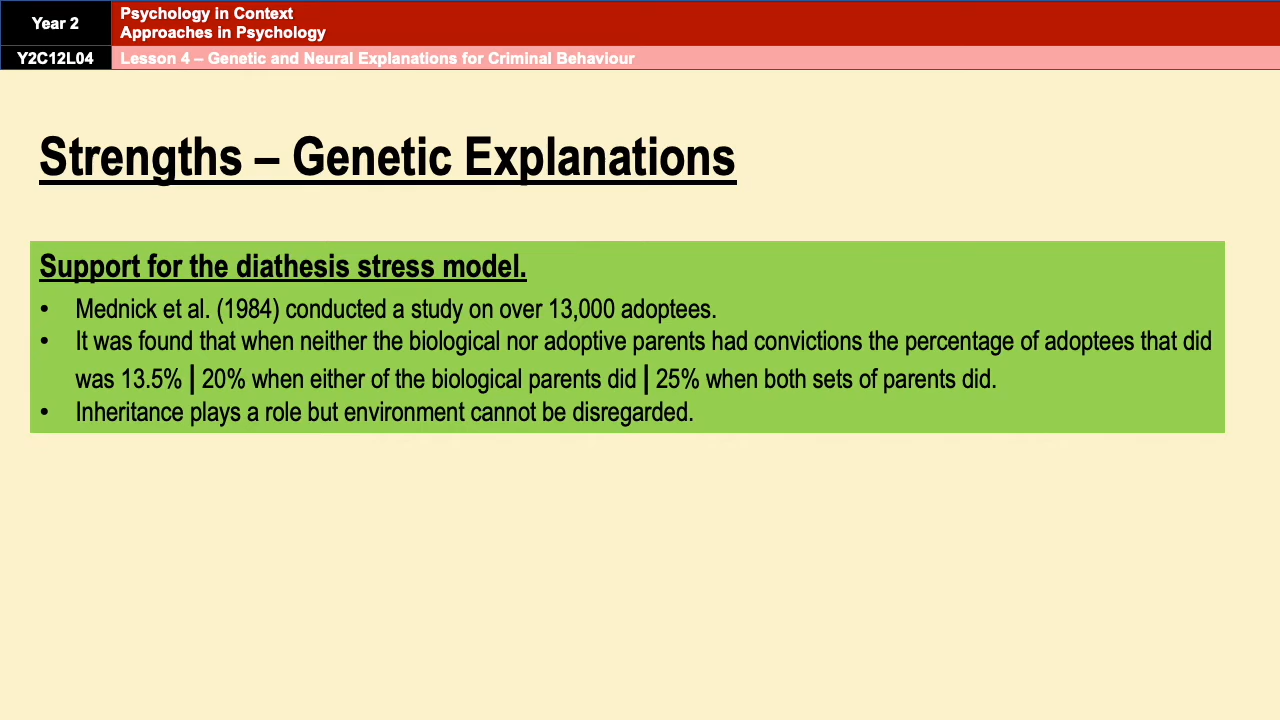 Year 2
Psychology in Context
Approaches in Psychology
Y2C12L04
Lesson 4 – Genetic and Neural Explanations for Criminal Behaviour
Strengths – Genetic Explanations
Support for the diathesis stress model.
• Mednick et al. (1984) conducted a study on over 13,000 adoptees.
• It was found that when neither the biological nor adoptive parents had convictions the percentage of adoptees that did
was 13.5% | 20% when either of the biological parents did | 25% when both sets of parents did.
• Inheritance plays a role but environment cannot be disregarded.